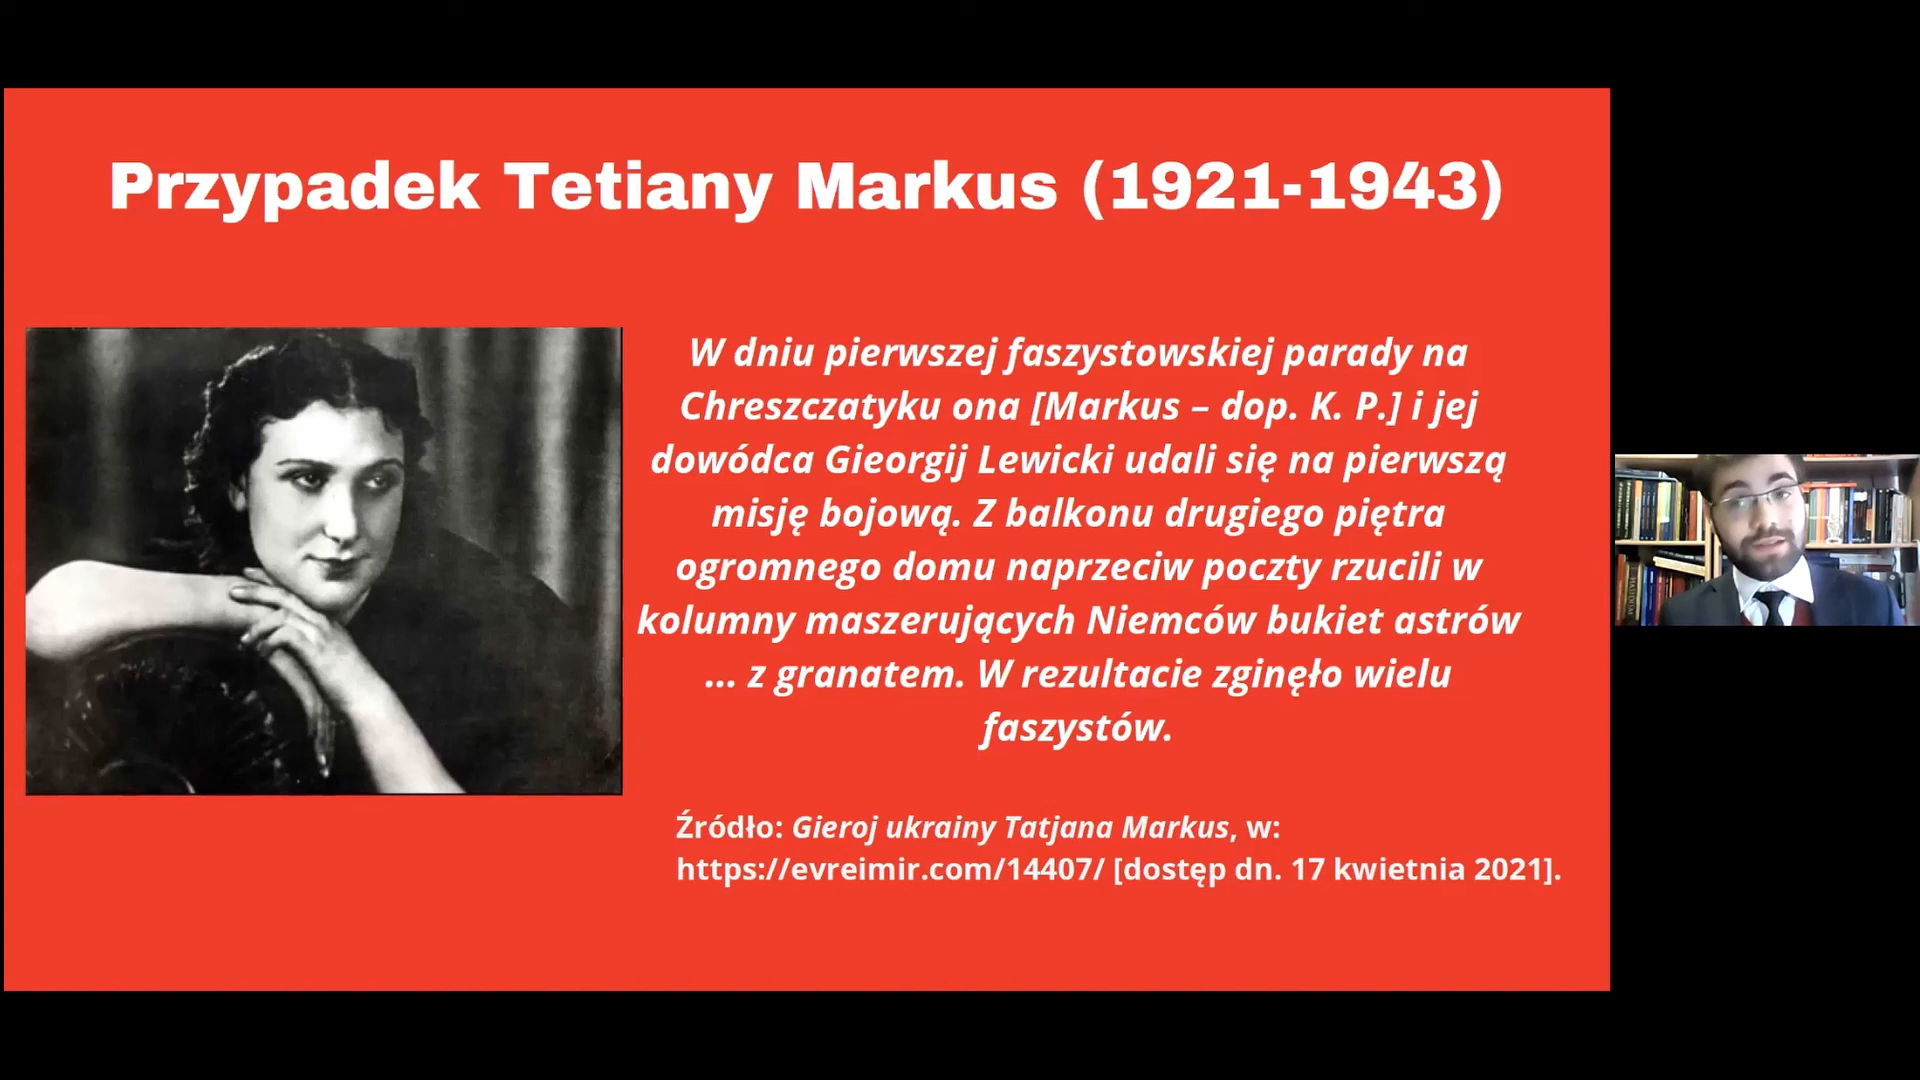 Przypadek Tetiany Markus (1921-1943)
W dniu pierwszej faszystowskiej parady na
Chreszczatyku ona [Markus – dop. K. P.] i jej
dowódca Gieorgij Lewicki udali się na pierwszą
misję bojową. Z balkonu drugiego piętra
ogromnego domu naprzeciw poczty rzucili w
kolumny maszerujących Niemców bukiet astrów
... z granatem. W rezultacie zginęło wielu
faszystów.
Źródło: Gieroj ukrainy Tatjana Markus, w:
https://evreimir.com/14407/ [dostęp dn. 17 kwietnia 2021].